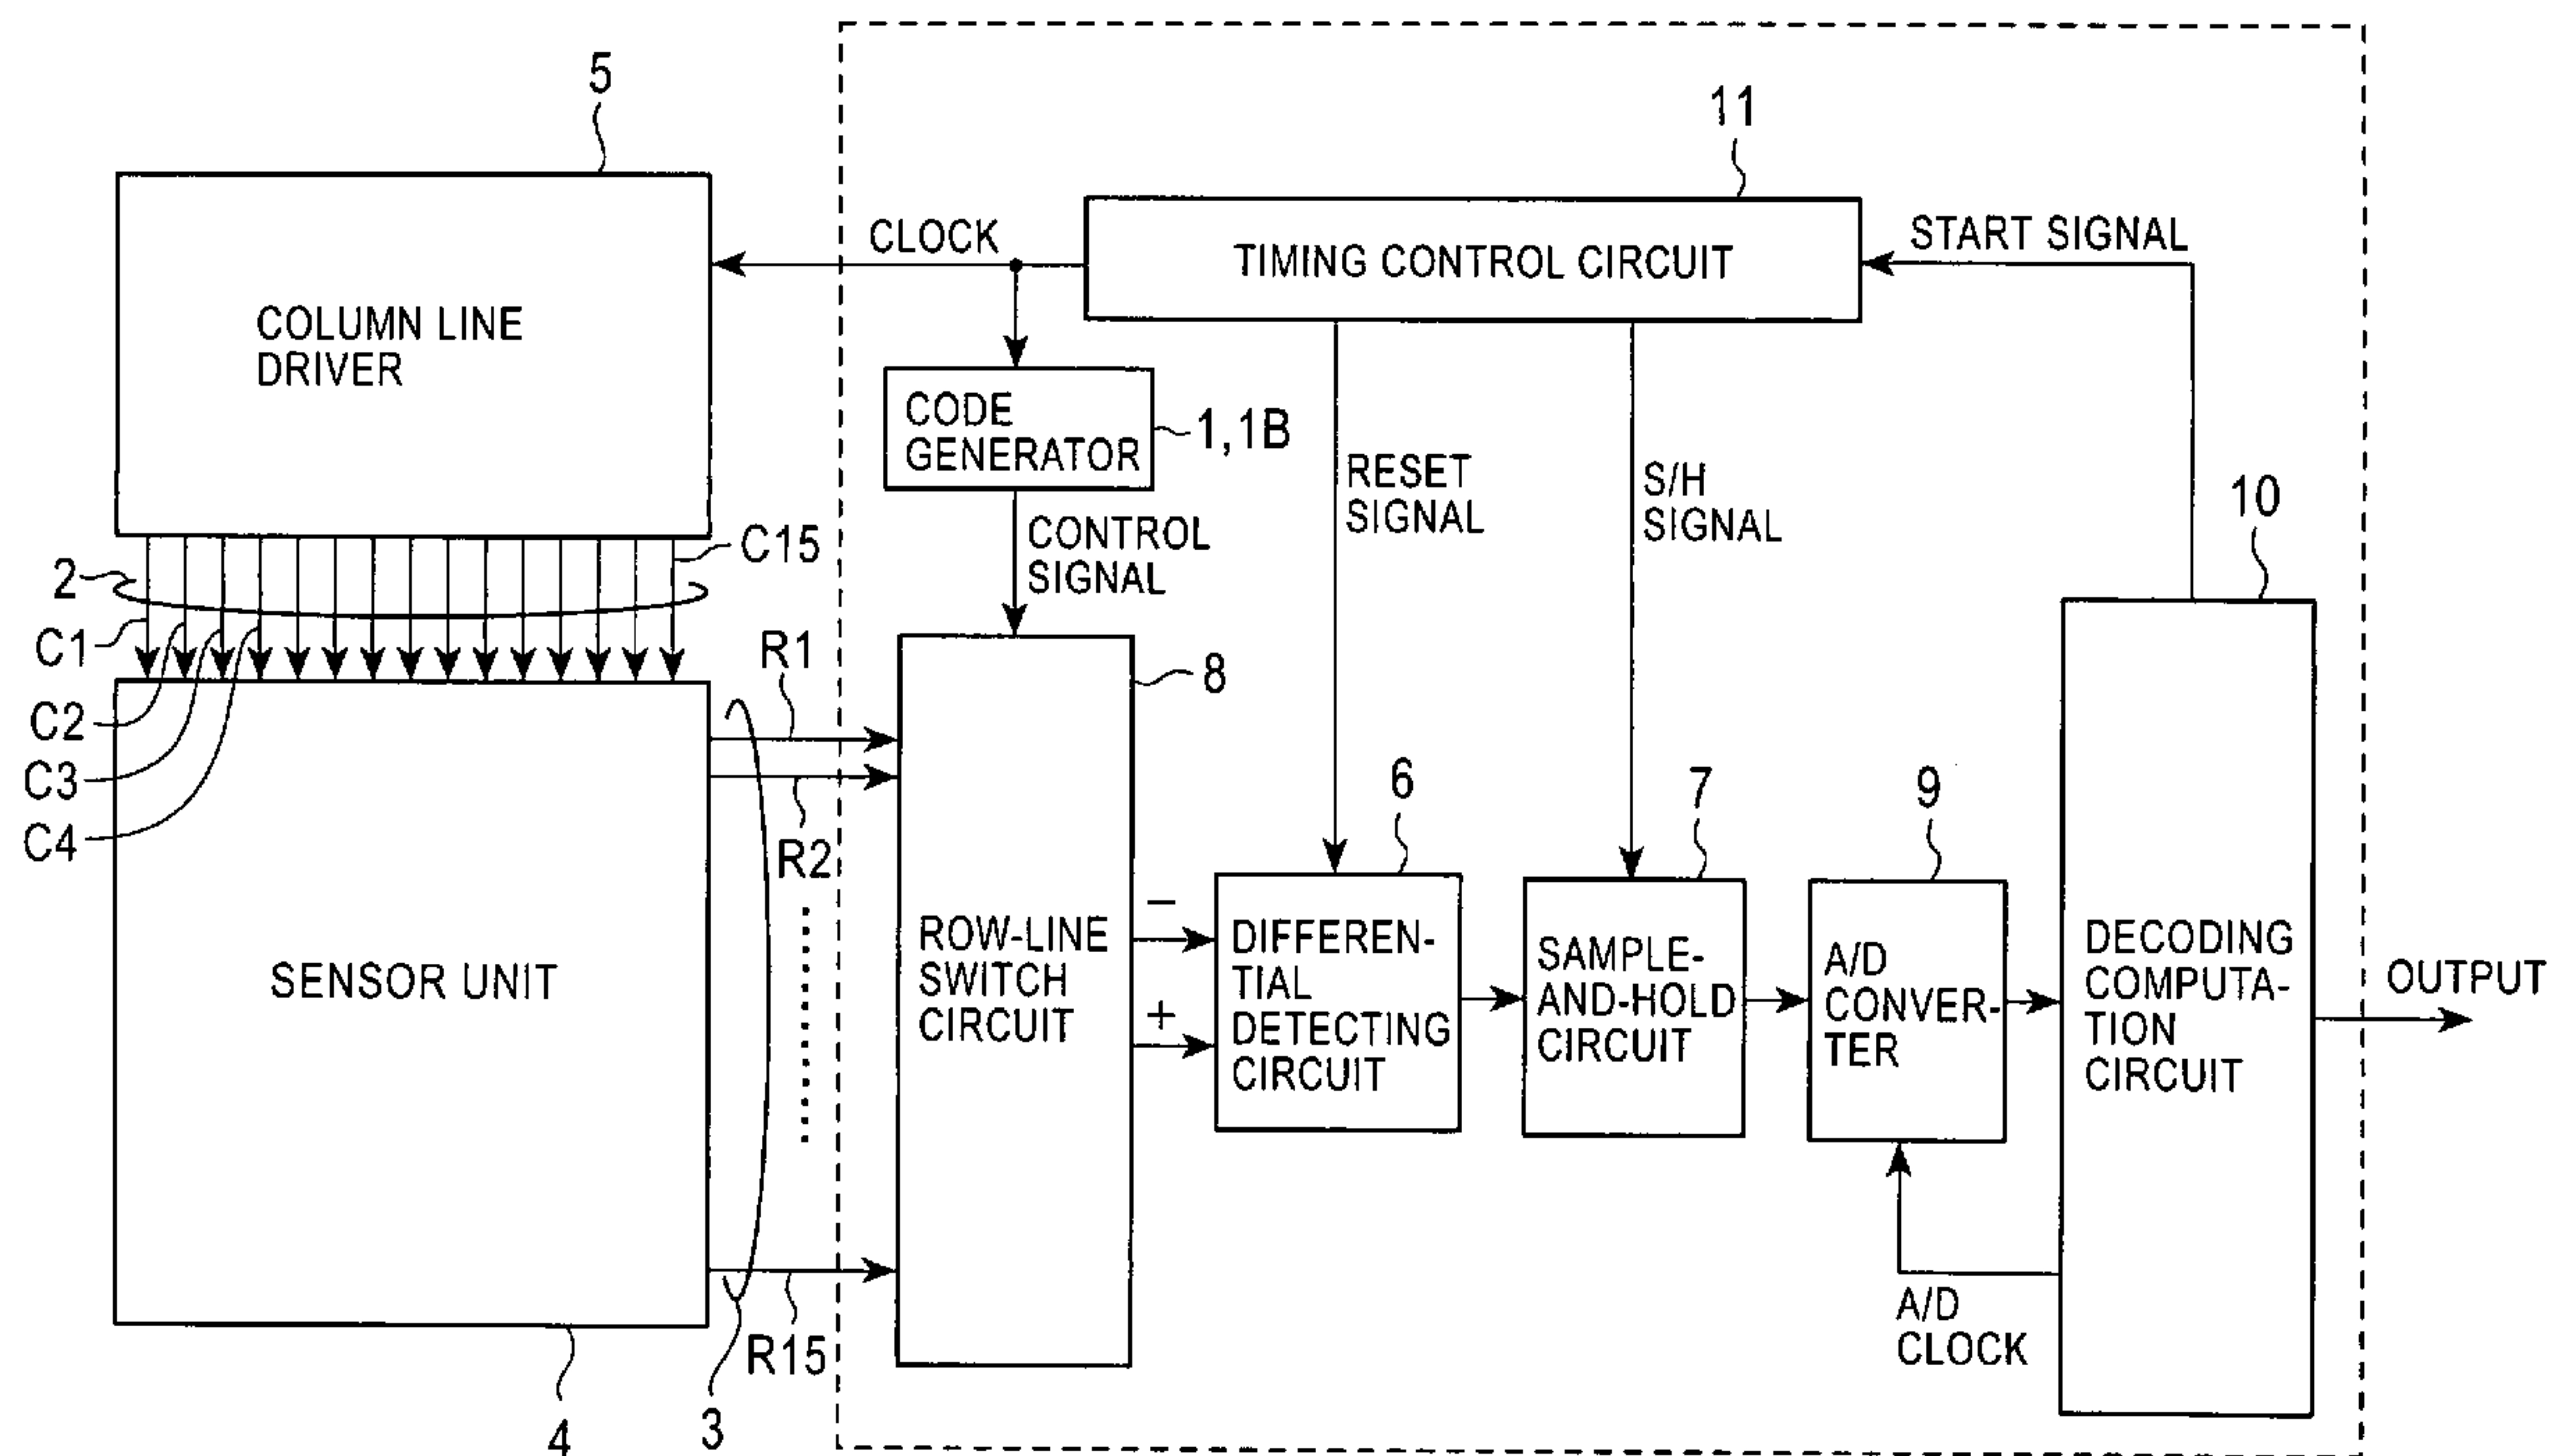 5
11
CLOCK
START SIGNAL
TIMING CONTROL CIRCUIT
COLUMN LINE
DRIVER
CODE
GENERATOR
1,1B
RESET
SIGNAL
S/H
SIGNAL
10
CONTROL
SIGNAL
C15
2
C1
C2
C3
C4
R1
R2
8
6
7
9
SENSOR UNIT
ROW-LINE
SWITCH
CIRCUIT
−
+
DIFFEREN-
TIAL
DETECTING
CIRCUIT
SAMPLE-
AND-HOLD
CIRCUIT
A/D
CONVER-
TER
DECODING
COMPUTA-
TION
CIRCUIT
OUTPUT
A/D
CLOCK
R15
4
3